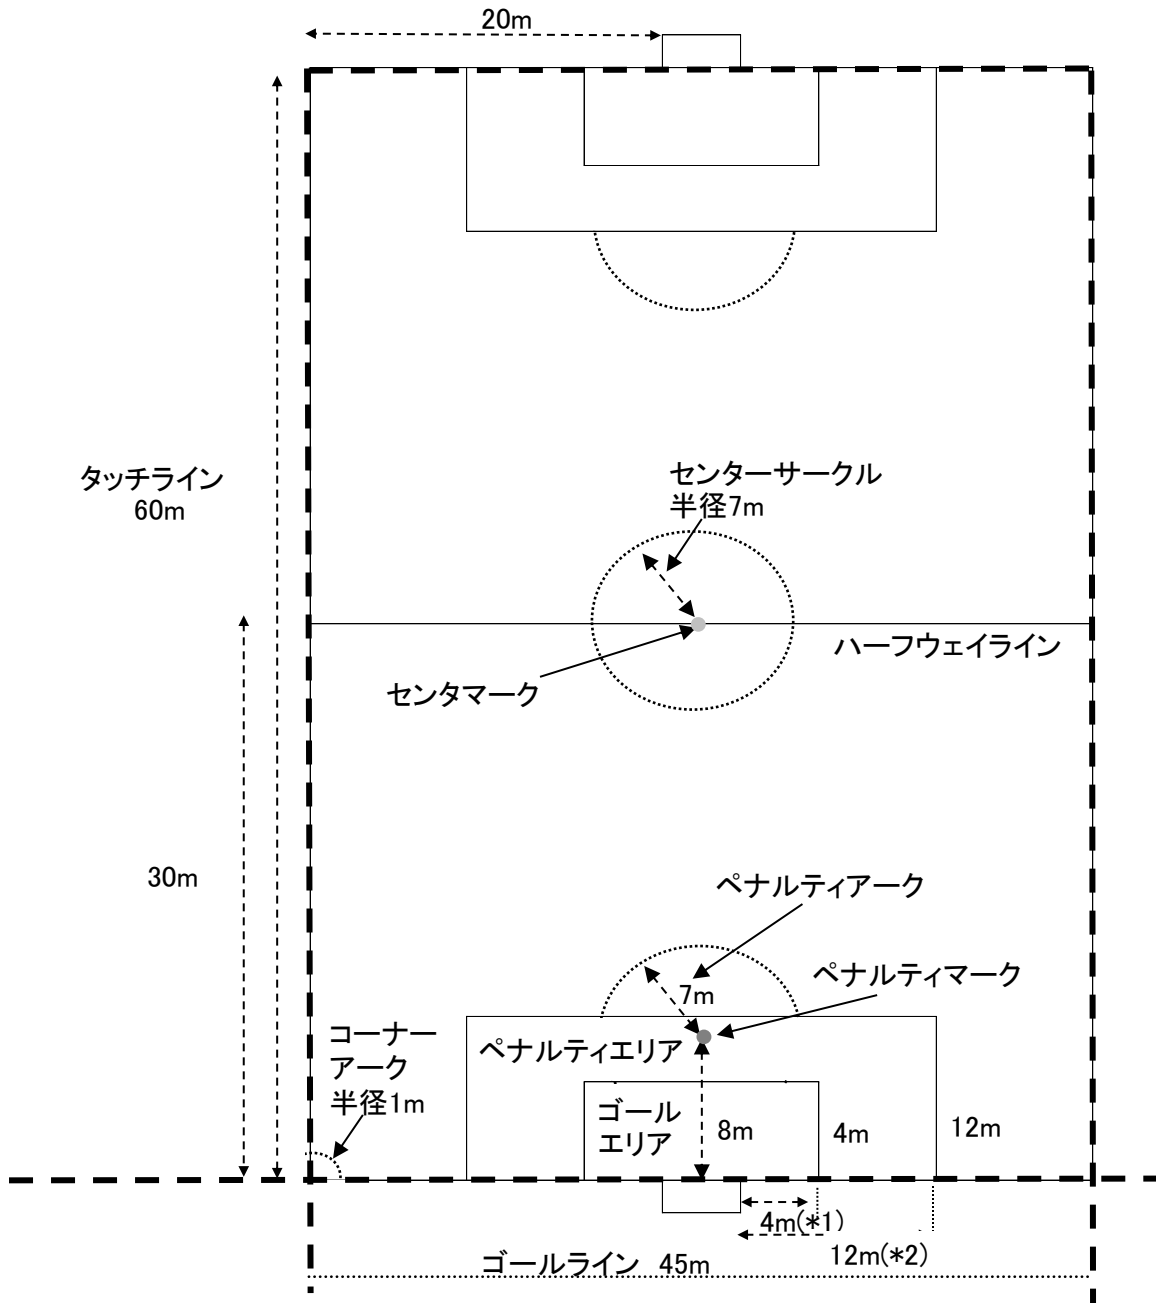 20m
タッチライン
60m
センターサークル
半径7m
ハーフウェイライン
センタマーク
30m
ペナルティアーク
ペナルティマーク
7m
コーナー
アーク
半径1m
ペナルティエリア
ゴール
エリア
8m
4m
12m
4m(*1)
12m(*2)
ゴールライン 45m